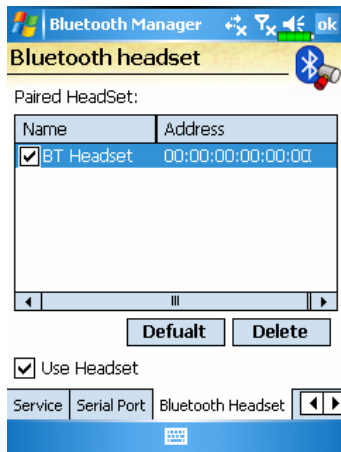 Bluetooth Manager ok
Bluetooth headset
Paired HeadSet:
Name Address
BT Headset 00:00:00:00:00:00
Defualt Delete
Use Headset
Service Serial Port Bluetooth Headset